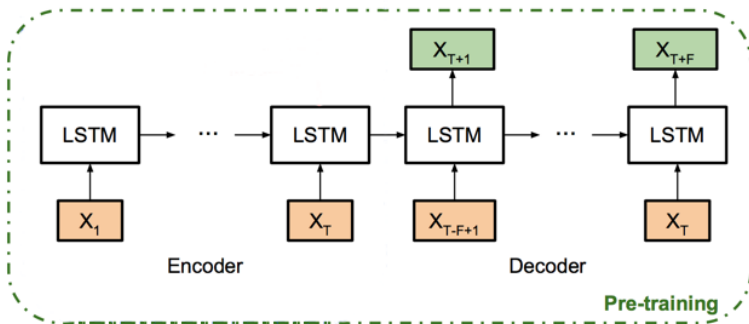 X_{T+1} X_{T+F}
LSTM ... LSTM LSTM ... LSTM
X_1 X_T X_{T-F+1} X_T
Encoder Decoder
Pre-training